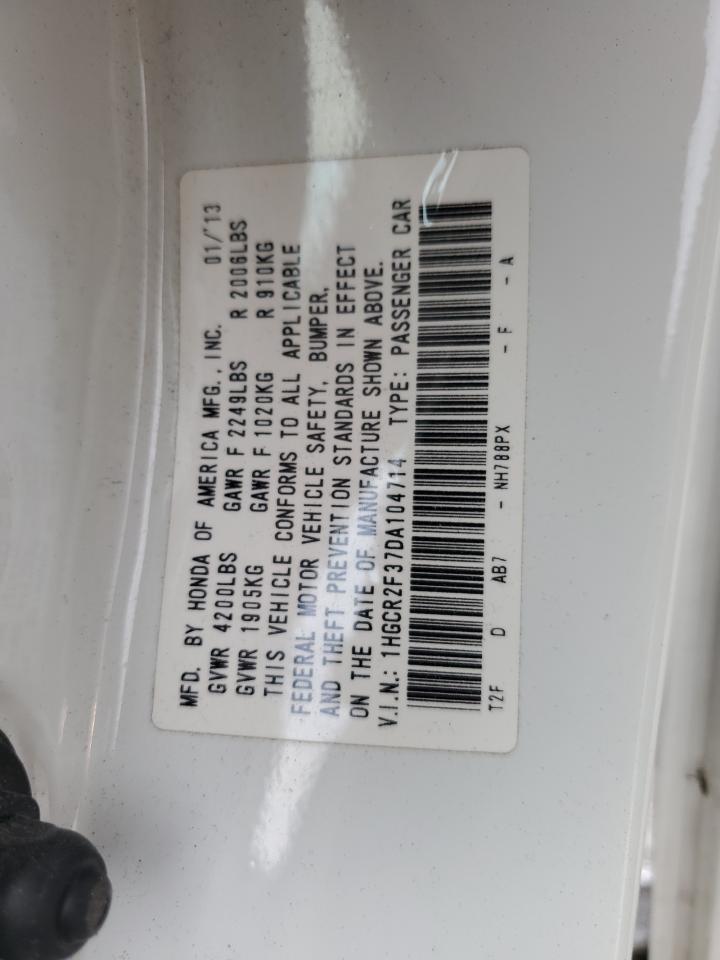 MFD. BY HONDA OF AMERICA MFG., INC. 01/'13
GVWR 4200LBS GAWR F 2249LBS R 2006LBS
GVWR 1905KG GAWR F 1020KG R 910KG
THIS VEHICLE CONFORMS TO ALL APPLICABLE
FEDERAL MOTOR VEHICLE SAFETY, BUMPER,
AND THEFT PREVENTION STANDARDS IN EFFECT
ON THE DATE OF MANUFACTURE SHOWN ABOVE.
V.I.N.: 1HGCR2F37DA104714 TYPE: PASSENGER CAR
T2F D AB7 - NH788PX - F - A